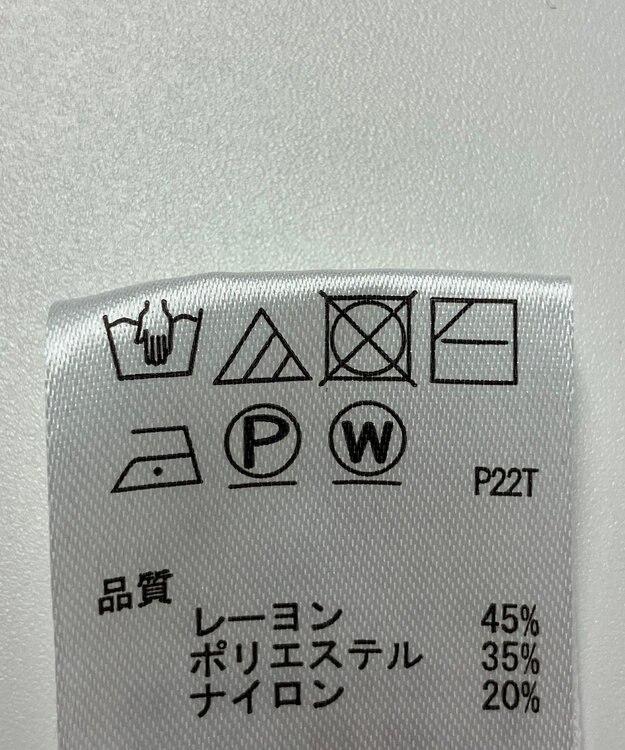 P W P22T
品質
レーヨン 45%
ポリエステル 35%
ナイロン 20%